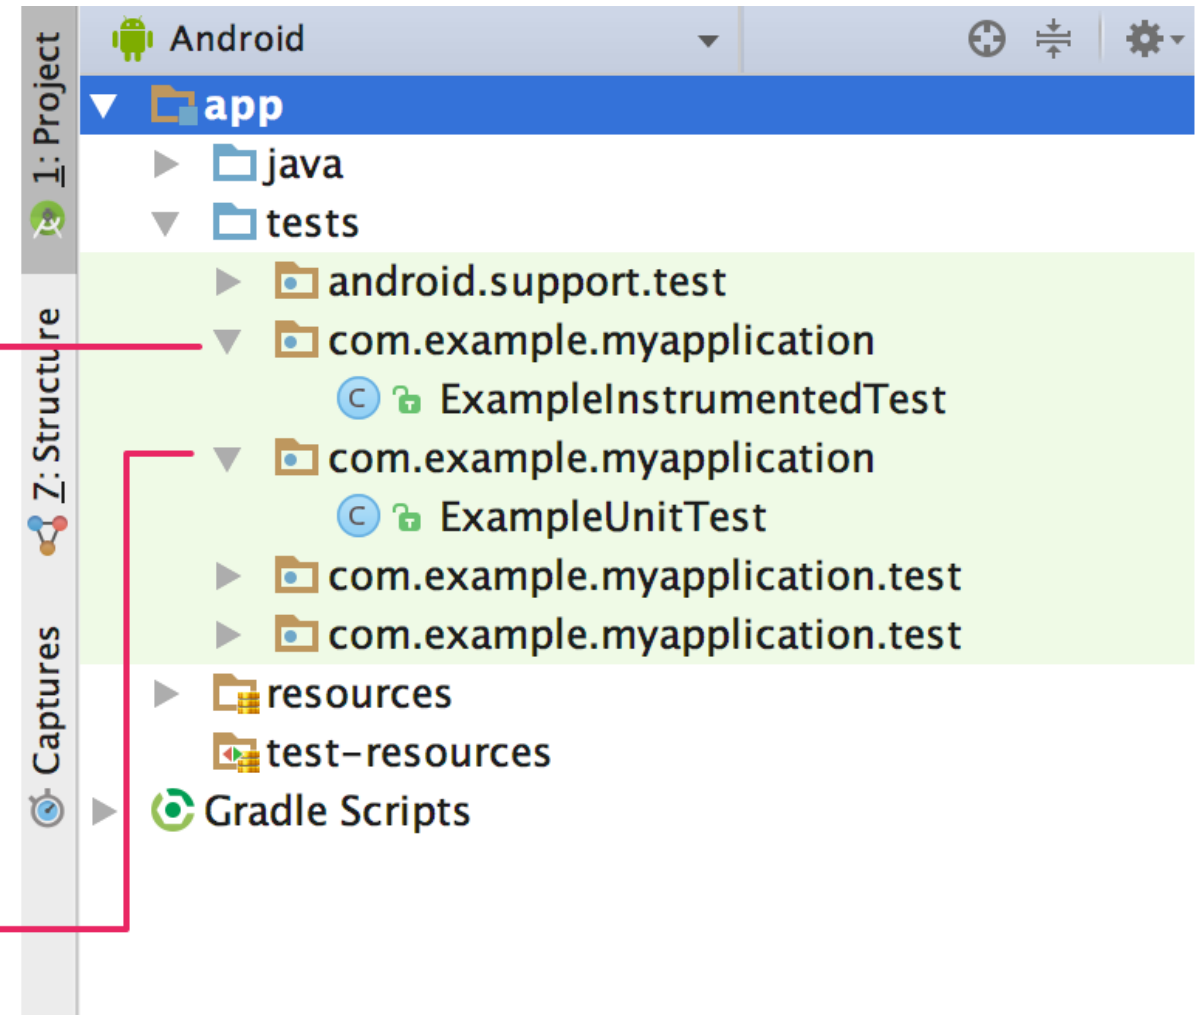 Android
1: Project
7: Structure
Captures
app
java
tests
android.support.test
com.example.myapplication
C ExampleInstrumentedTest
com.example.myapplication
C ExampleUnitTest
com.example.myapplication.test
com.example.myapplication.test
resources
test-resources
Gradle Scripts